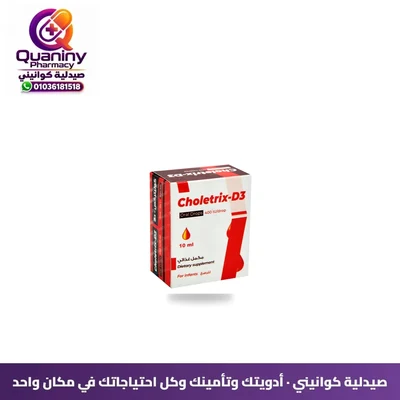 Quaniny
Pharmacy
صيدلية كوانيني
01036181518
Choletrix-D3
Oral Drops
10 ml
مكمل غذائي
Dietary supplement
For infants
صيدلية كوانيني - أدويتك وتأمينك وكل احتياجاتك في مكان واحد